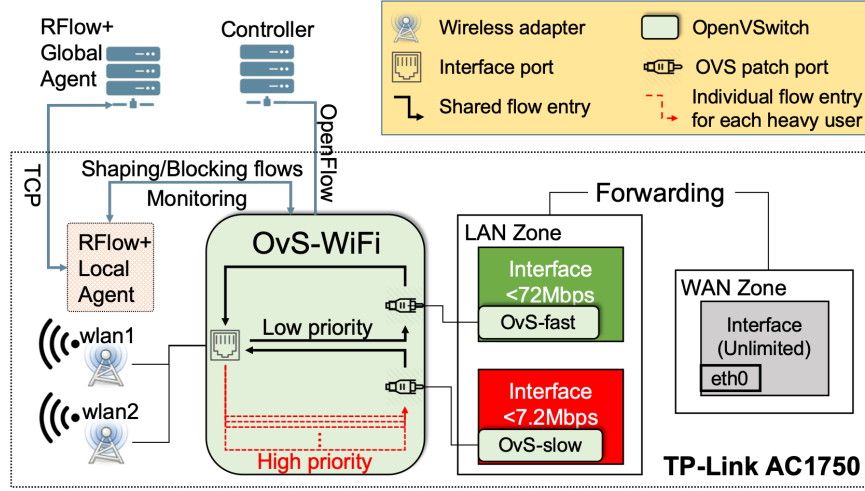 RFlow+
Global
Agent
Controller
Wireless adapter
OpenVSwitch
Interface port
OVS patch port
Shared flow entry
Individual flow entry
for each heavy user
OpenFlow
TCP
Shaping/Blocking flows
Monitoring
Forwarding
RFlow+
Local
Agent
OvS-WiFi
LAN Zone
Interface
<72Mbps
OvS-fast
WAN Zone
Interface
(Unlimited)
eth0
wlan1
Low priority
wlan2
Interface
<7.2Mbps
OvS-slow
High priority
TP-Link AC1750